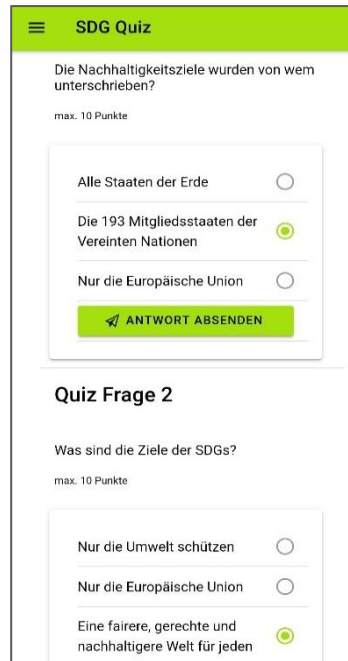 SDG Quiz
Die Nachhaltigkeitsziele wurden von wem
unterschrieben?
max. 10 Punkte
Alle Staaten der Erde
Die 193 Mitgliedsstaaten der
Vereinten Nationen
Nur die Europäische Union
ANTWORT ABSENDEN
Quiz Frage 2
Was sind die Ziele der SDGs?
max. 10 Punkte
Nur die Umwelt schützen
Nur die Europäische Union
Eine fairere, gerechte und
nachhaltigere Welt für jeden